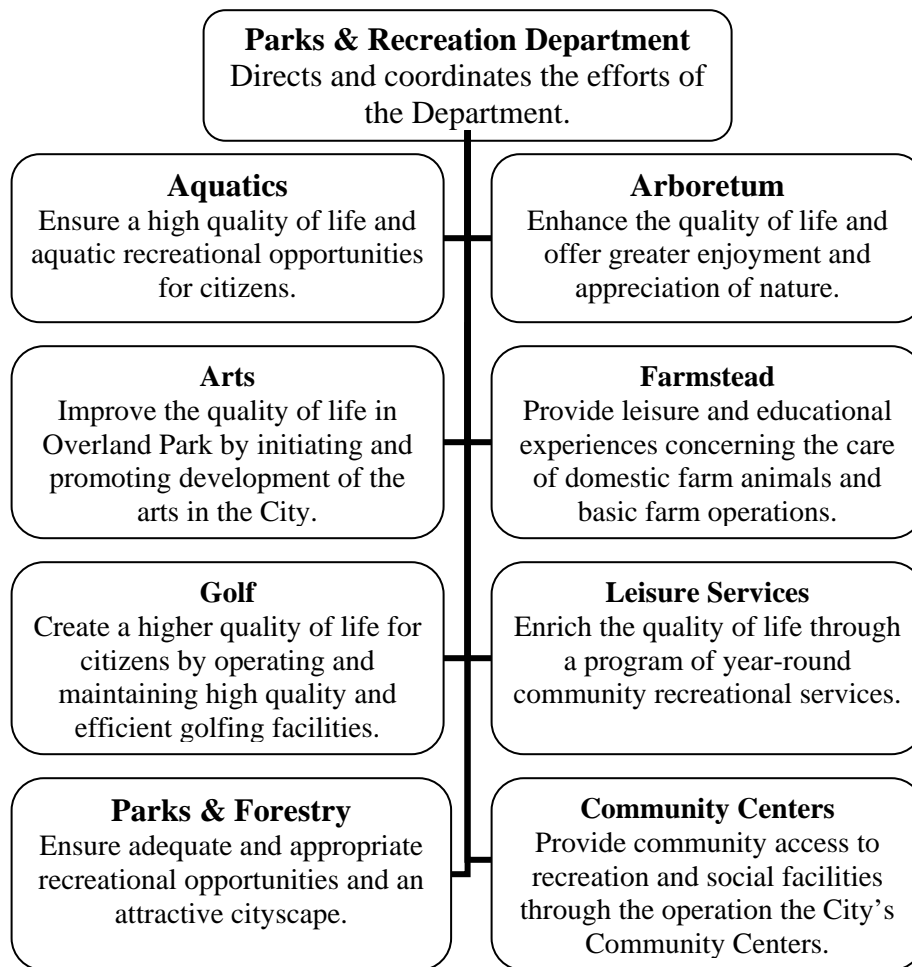 Parks & Recreation Department
Directs and coordinates the efforts of
the Department.
Aquatics
Ensure a high quality of life and
aquatic recreational opportunities
for citizens.
Arboretum
Enhance the quality of life and
offer greater enjoyment and
appreciation of nature.
Arts
Improve the quality of life in
Overland Park by initiating and
promoting development of the
arts in the City.
Farmstead
Provide leisure and educational
experiences concerning the care
of domestic farm animals and
basic farm operations.
Golf
Create a higher quality of life for
citizens by operating and
maintaining high quality and
efficient golfing facilities.
Leisure Services
Enrich the quality of life through
a program of year-round
community recreational services.
Parks & Forestry
Ensure adequate and appropriate
recreational opportunities and an
attractive cityscape.
Community Centers
Provide community access to
recreation and social facilities
through the operation the City’s
Community Centers.